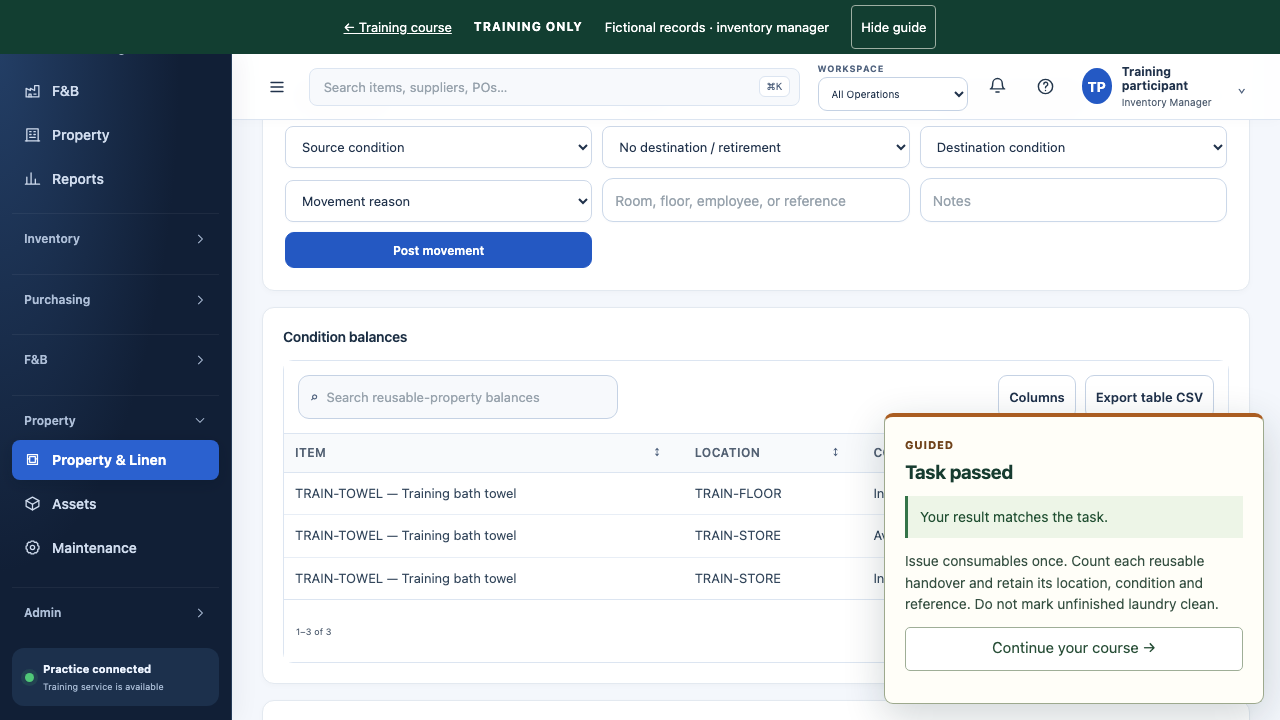 ← Training course
TRAINING ONLY
Fictional records · inventory manager
Hide guide
F&B
Property
Reports
Inventory
Purchasing
F&B
Property
Property & Linen
Assets
Maintenance
Admin
Practice connected
Training service is available
Search items, suppliers, POs…
⌘K
WORKSPACE
All Operations
TP
Training participant
Inventory Manager
Source condition
No destination / retirement
Destination condition
Movement reason
Room, floor, employee, or reference
Notes
Post movement
Condition balances
Search reusable-property balances
Columns
Export table CSV
ITEM ↕ LOCATION ↕
TRAIN-TOWEL — Training bath towel TRAIN-FLOOR In
TRAIN-TOWEL — Training bath towel TRAIN-STORE
TRAIN-TOWEL — Training bath towel TRAIN-STORE In
1–3 of 3
GUIDED
Task passed
Your result matches the task.
Issue consumables once. Count each reusable
handover and retain its location, condition and
reference. Do not mark unfinished laundry clean.
Continue your course →